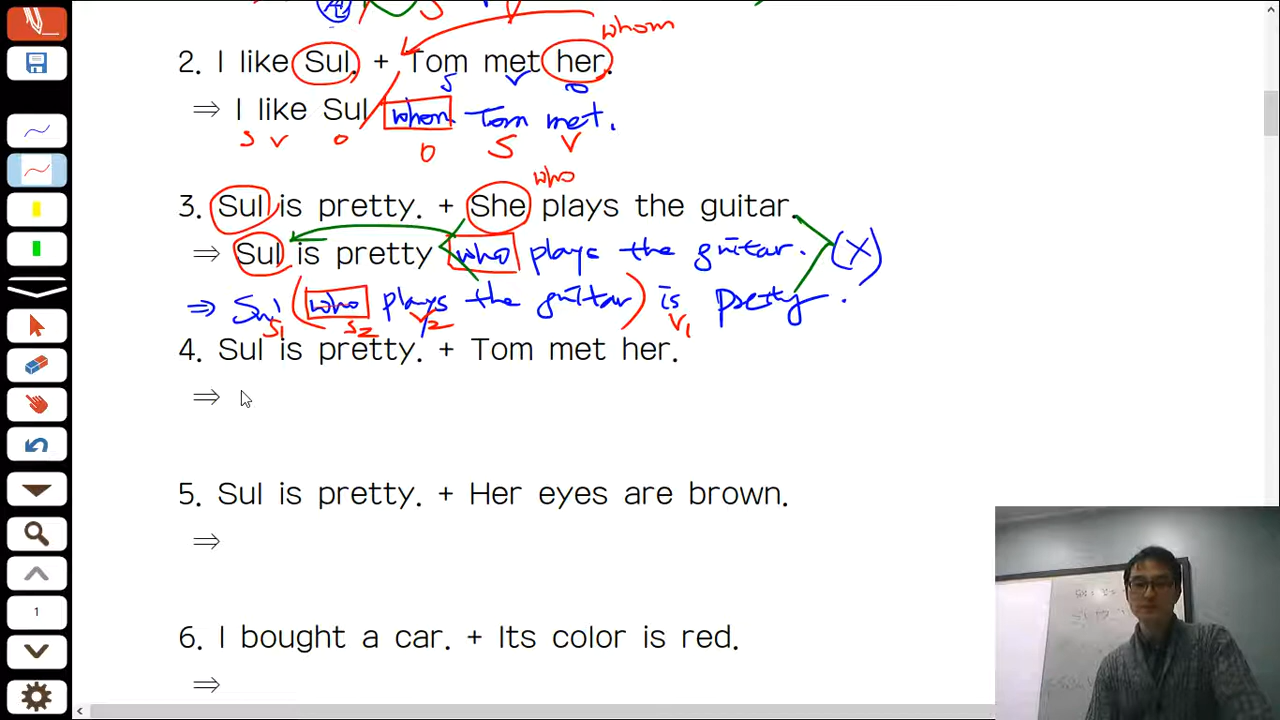 whom
2. I like Sul. + Tom met her.
S V O
⇒ I like Sul whom Tom met.
S V O O S V
who
3. Sul is pretty. + She plays the guitar.
⇒ Sul is pretty who plays the guitar. (X)
⇒ Sul (who plays the guitar) is pretty.
S1 S2 V2 V1
4. Sul is pretty. + Tom met her.
⇒
5. Sul is pretty. + Her eyes are brown.
⇒
6. I bought a car. + Its color is red.
⇒
1